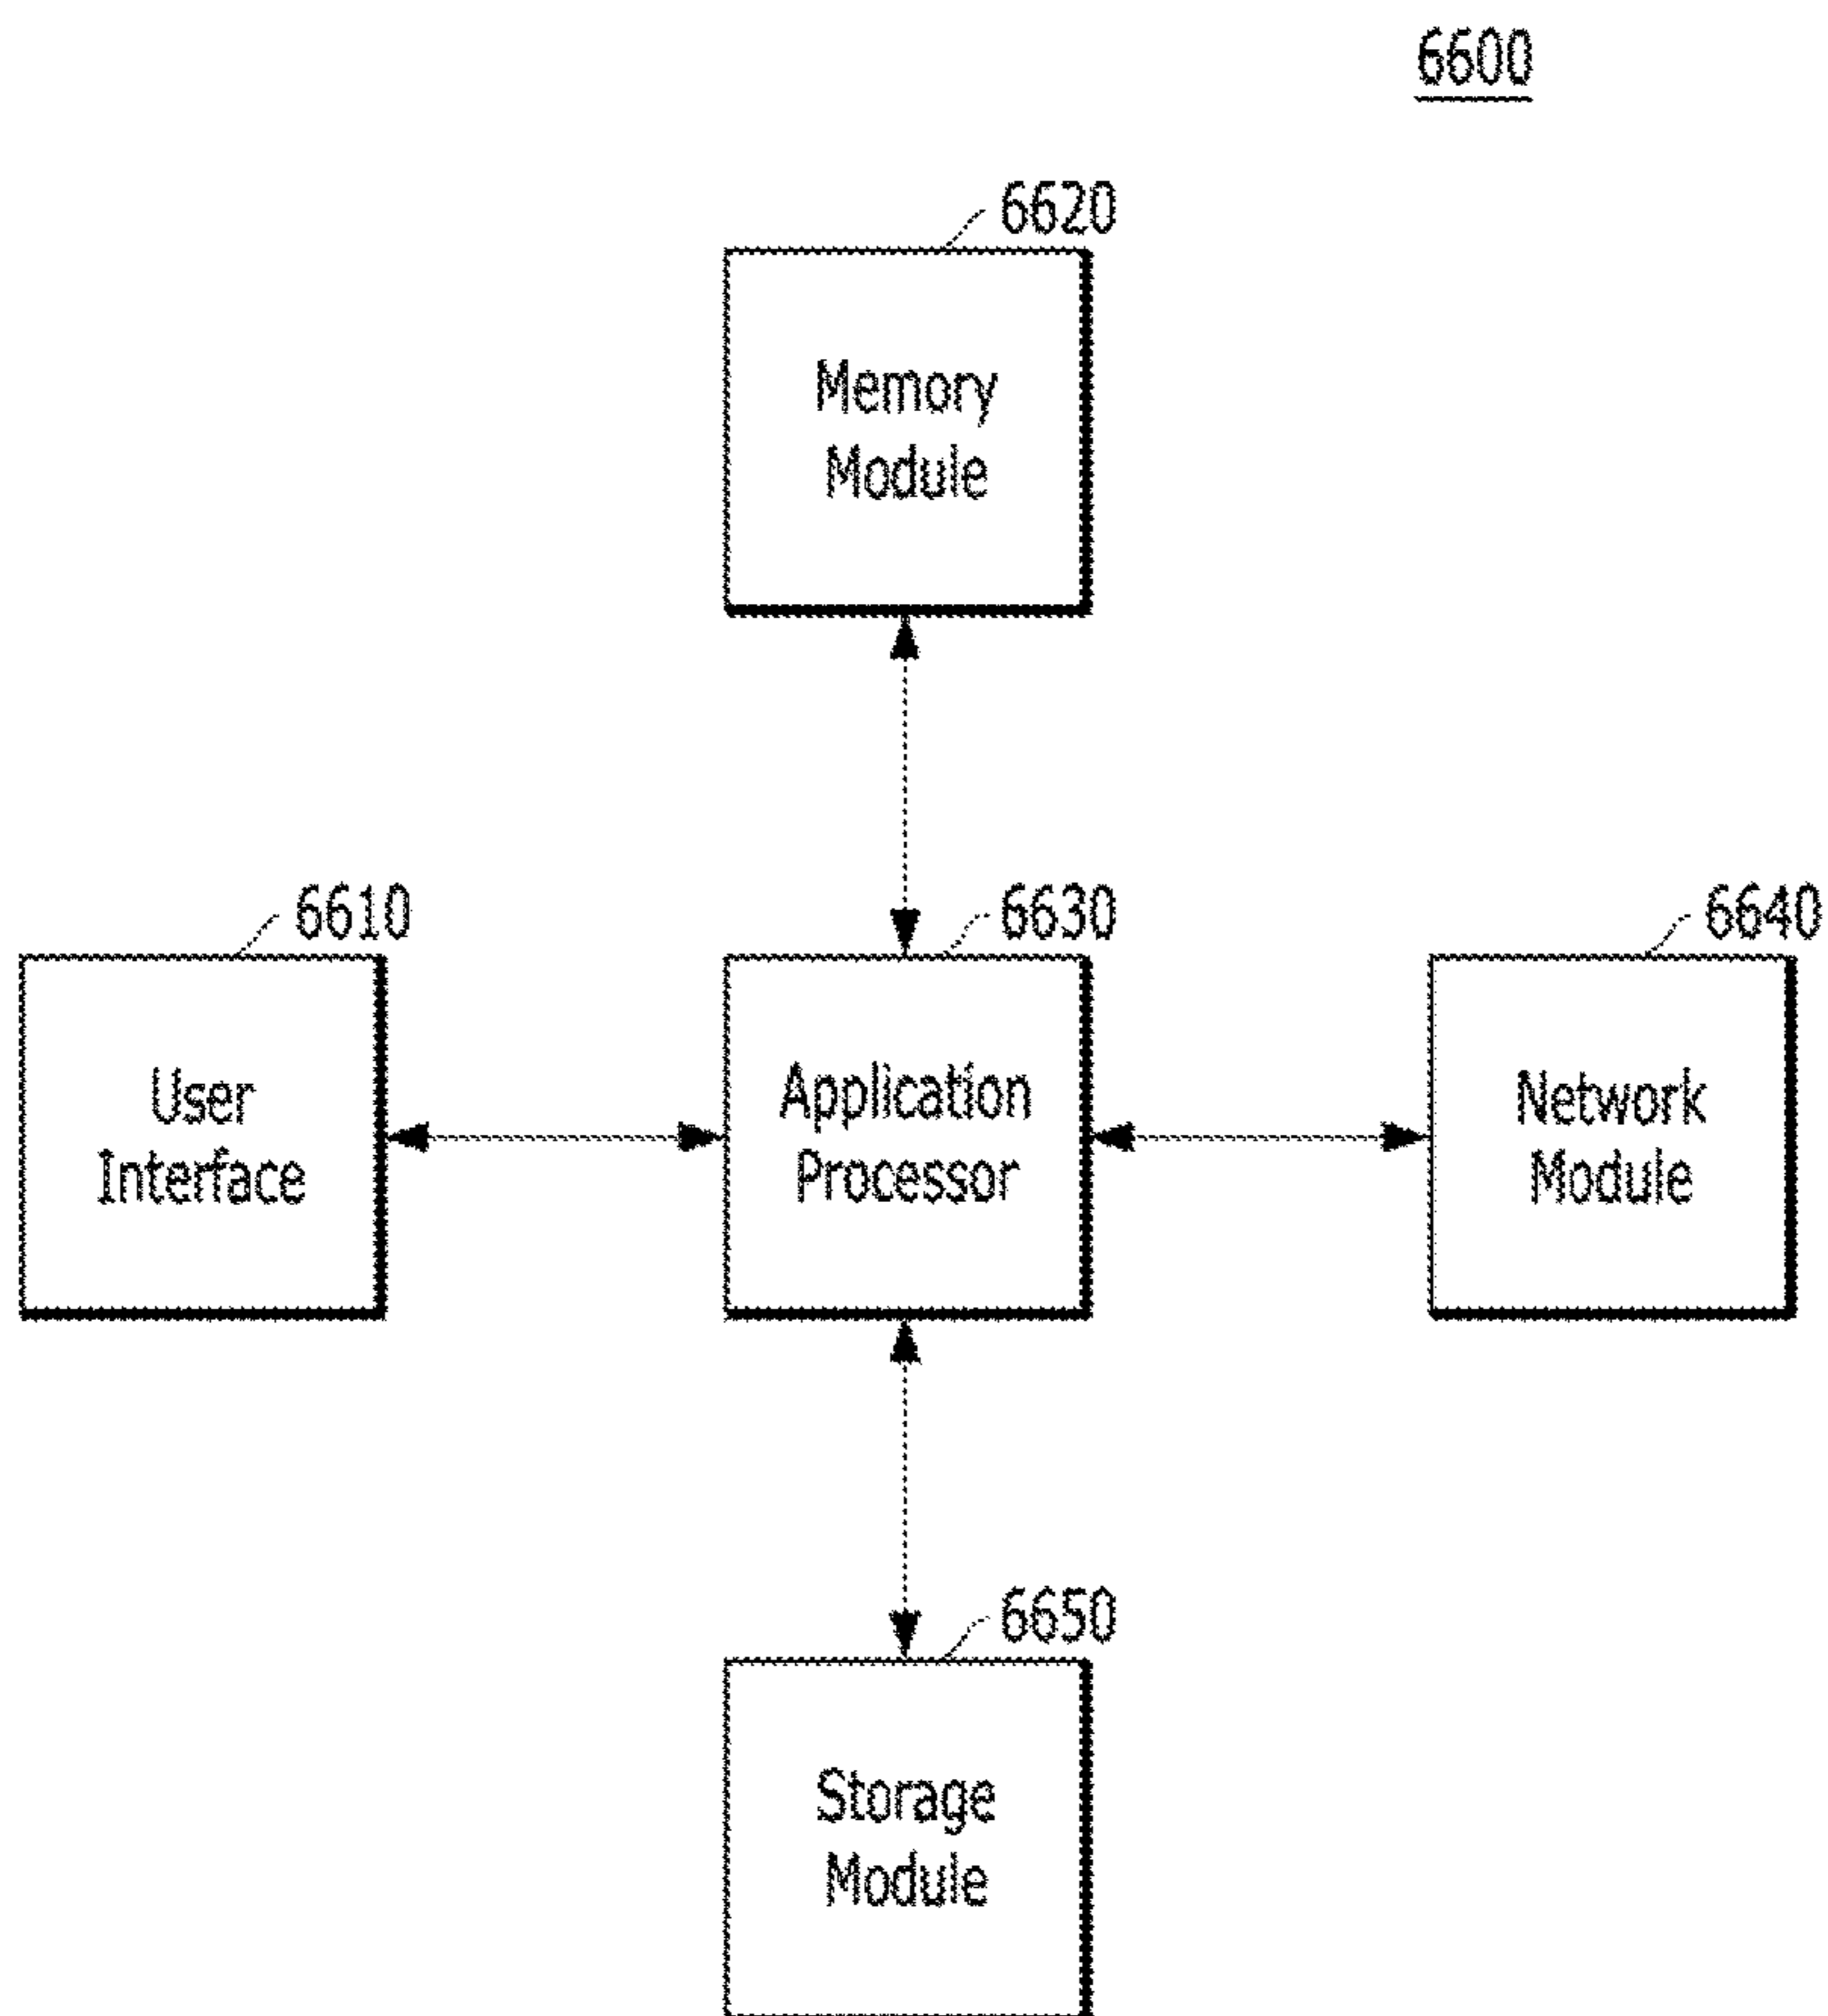 6600
6620
Memory
Module
6610
6630
6640
User
Interface
Application
Processor
Network
Module
6650
Storage
Module